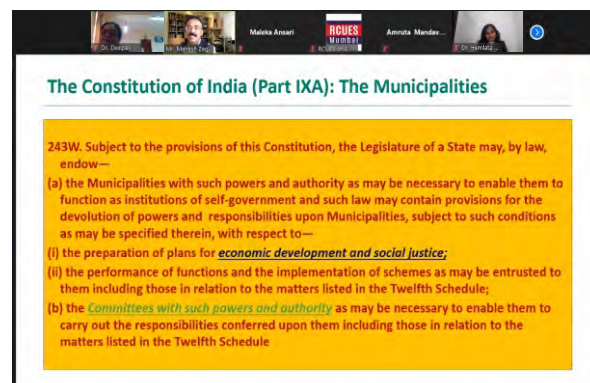 Maleka Ansari
RCUES
Mumbai
Amruta Mandav...
Dr. Deepali
Mr. Mahesh
Dr. Hemlata
The Constitution of India (Part IXA): The Municipalities
243W. Subject to the provisions of this Constitution, the Legislature of a State may, by law,
endow—
(a) the Municipalities with such powers and authority as may be necessary to enable them to
function as institutions of self-government and such law may contain provisions for the
devolution of powers and responsibilities upon Municipalities, subject to such conditions
as may be specified therein, with respect to—
(i) the preparation of plans for economic development and social justice;
(ii) the performance of functions and the implementation of schemes as may be entrusted to
them including those in relation to the matters listed in the Twelfth Schedule;
(b) the Committees with such powers and authority as may be necessary to enable them to
carry out the responsibilities conferred upon them including those in relation to the
matters listed in the Twelfth Schedule